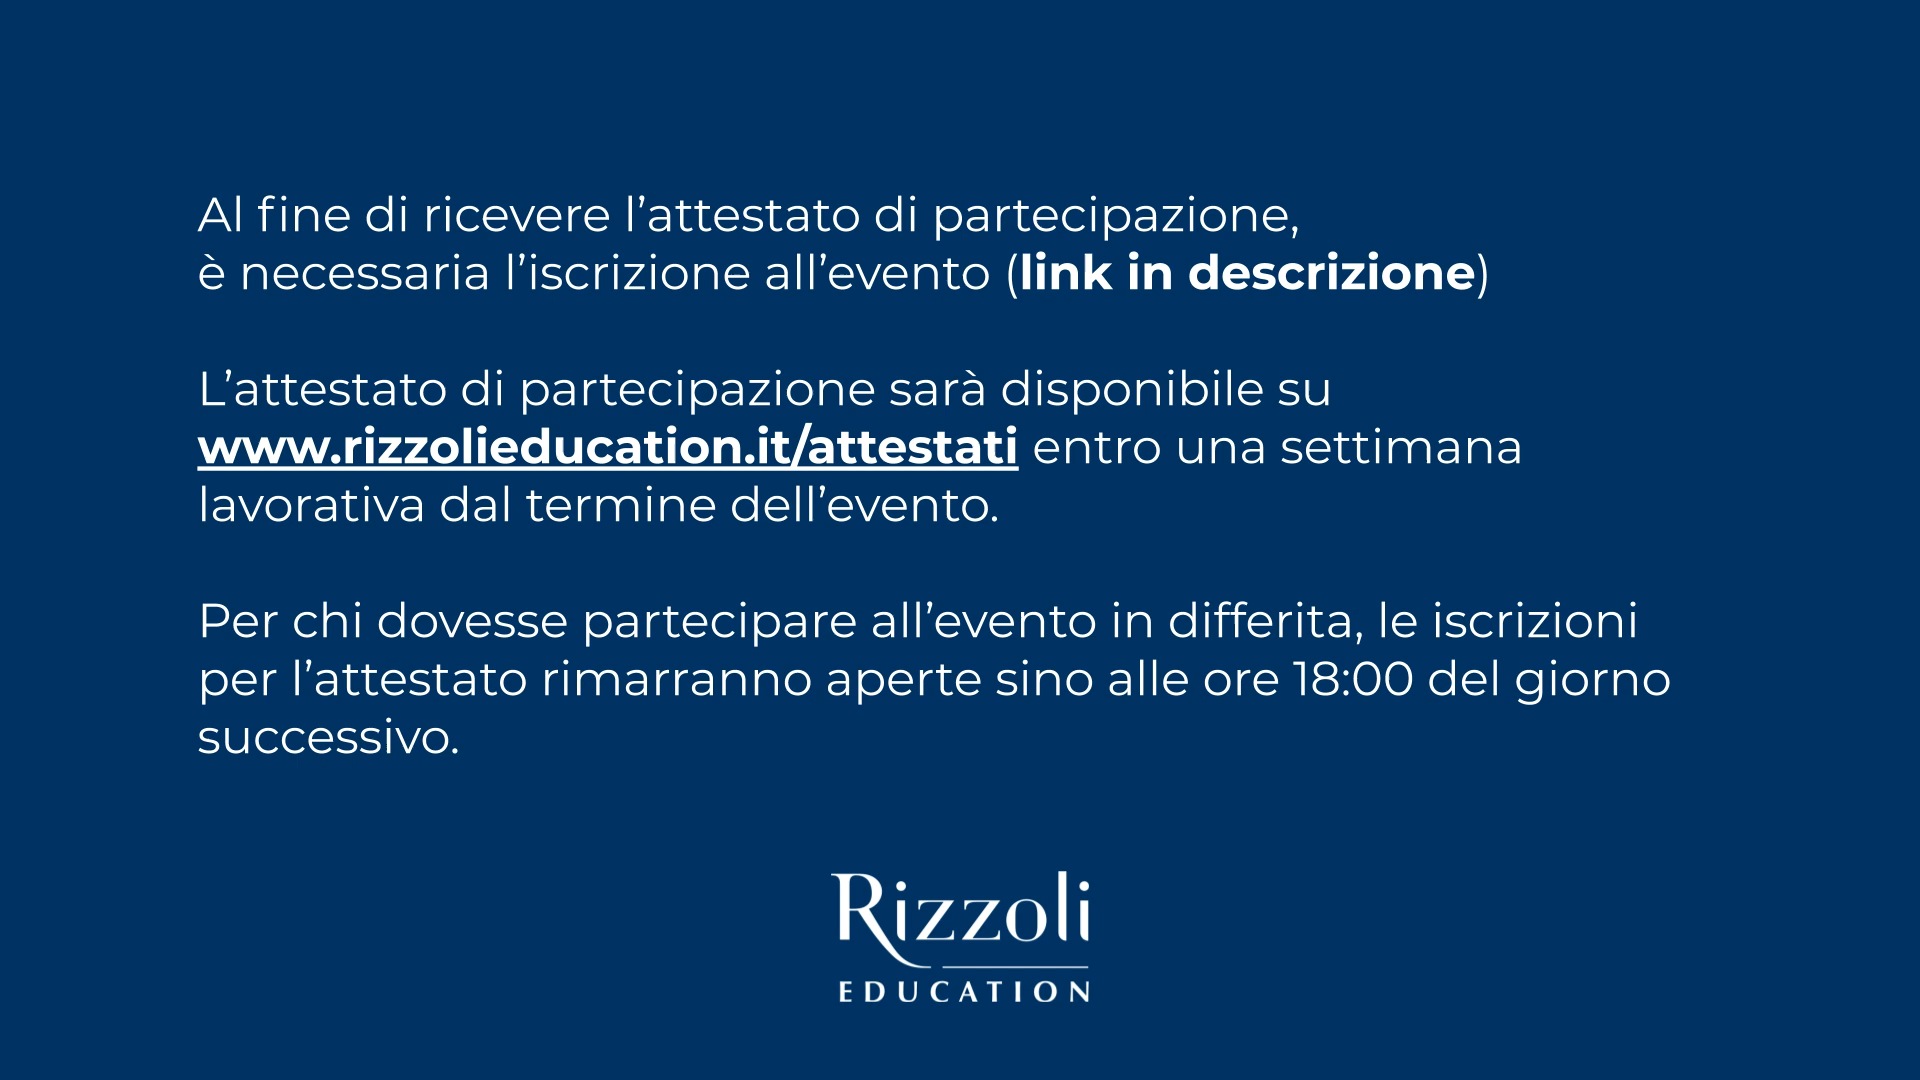 Al fine di ricevere l’attestato di partecipazione,
è necessaria l’iscrizione all’evento (link in descrizione)
L’attestato di partecipazione sarà disponibile su
www.rizzolieducation.it/attestati entro una settimana
lavorativa dal termine dell’evento.
Per chi dovesse partecipare all’evento in differita, le iscrizioni
per l’attestato rimarranno aperte sino alle ore 18:00 del giorno
successivo.
Rizzoli
EDUCATION